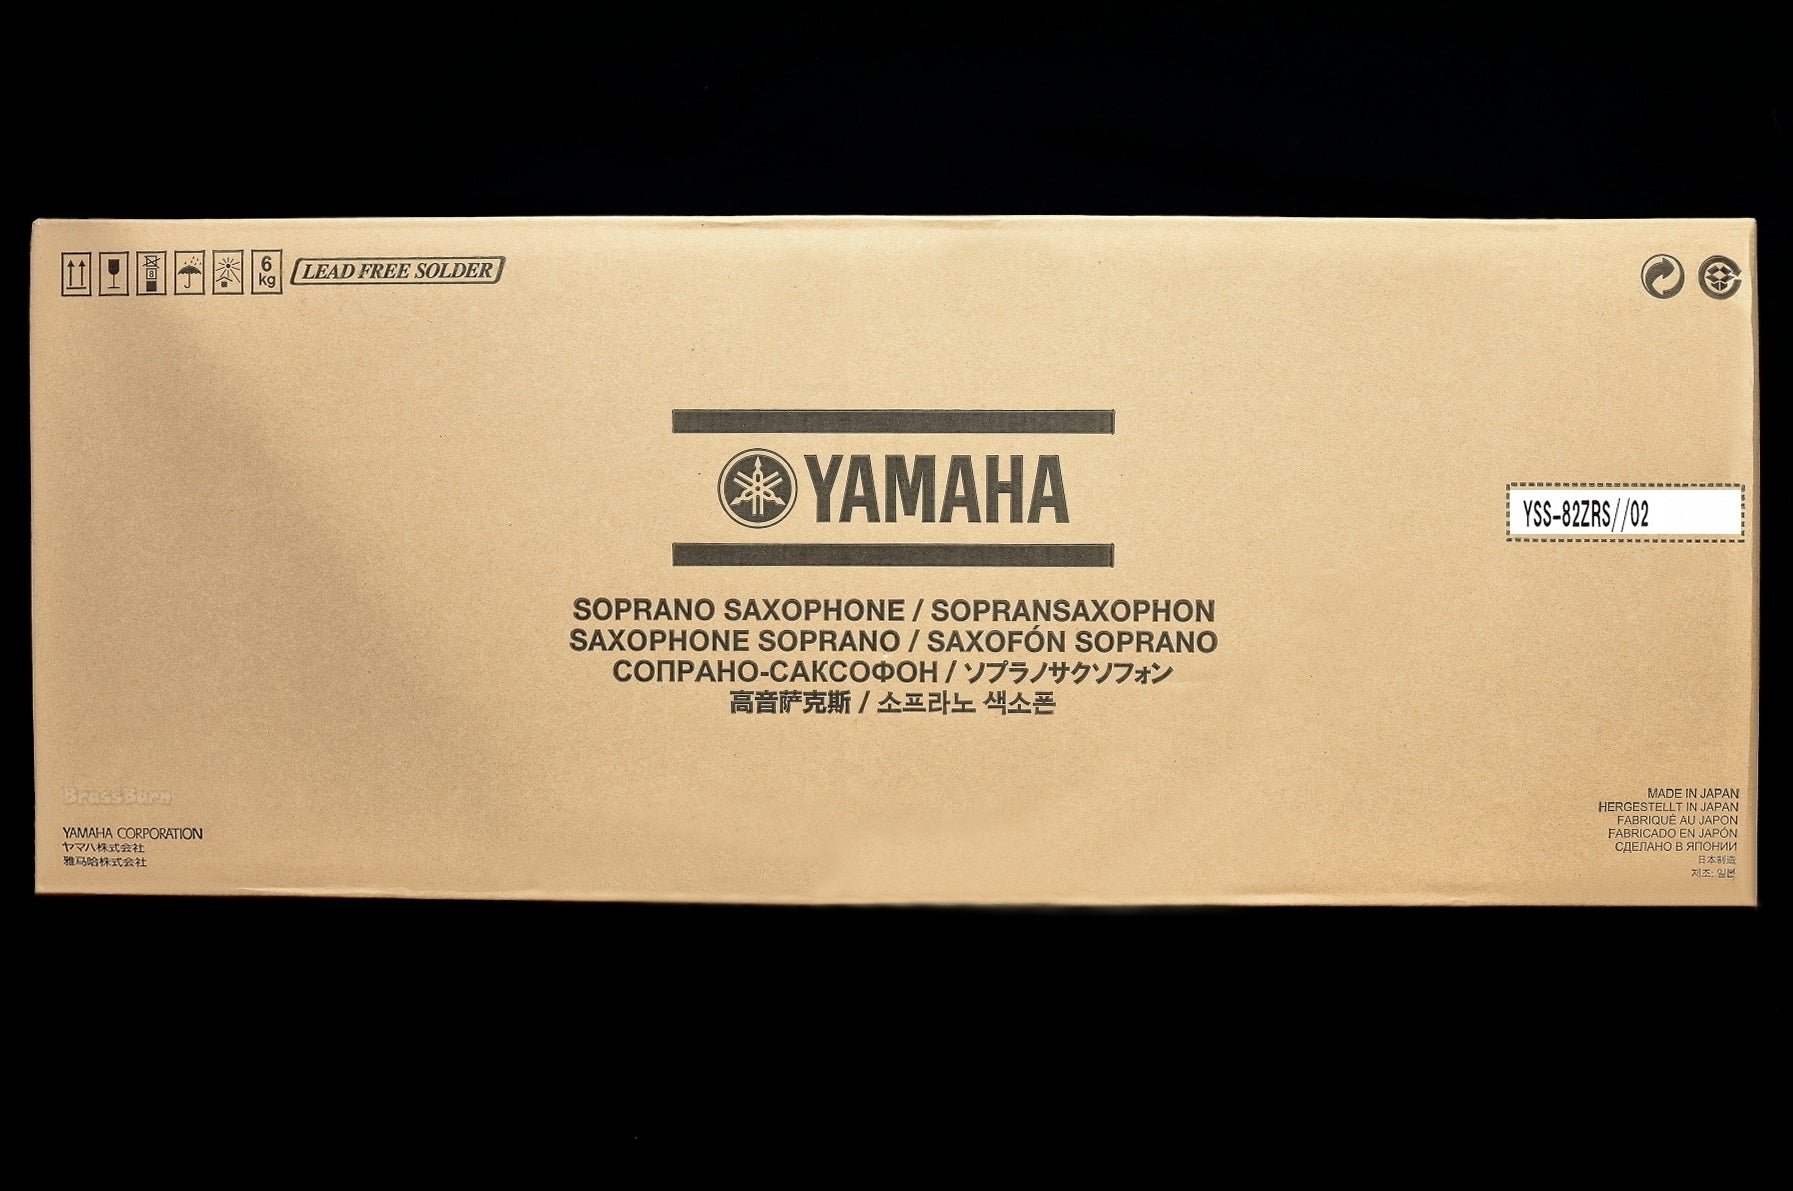 6
kg
LEAD FREE SOLDER
8
YAMAHA
YSS-82ZRS//02
SOPRANO SAXOPHONE / SOPRANSAXOPHON
SAXOPHONE SOPRANO / SAXOFÓN SOPRANO
СОПРАНО-САКСОФОН / ソプラノサクソフォン
高音萨克斯 / 소프라노 색소폰
BrassBarn
YAMAHA CORPORATION
ヤマハ株式会社
雅马哈株式会社
MADE IN JAPAN
HERGESTELLT IN JAPAN
FABRIQUÉ AU JAPON
FABRICADO EN JAPÓN
СДЕЛАНО В ЯПОНИИ
日本制造
제조: 일본